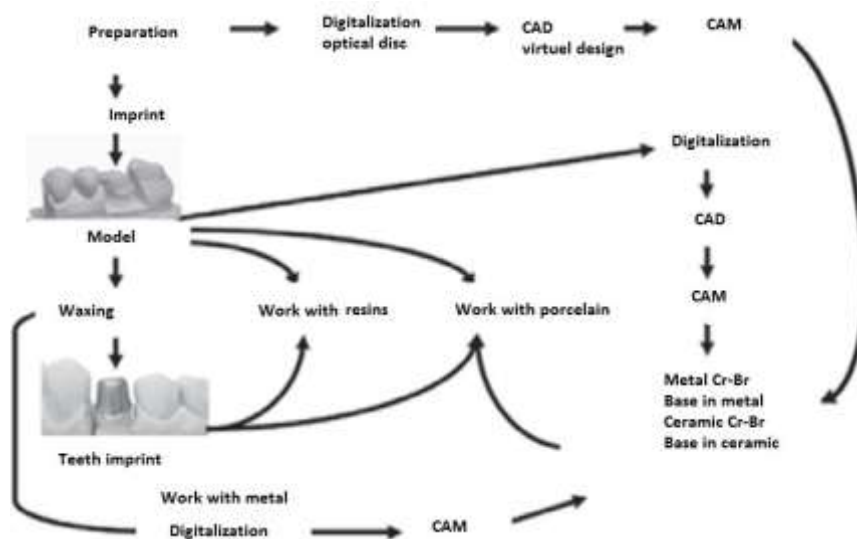 Preparation
Digitalization
optical disc
CAD
virtuel design
CAM
Imprint
Digitalization
Model
CAD
CAM
Waxing
Work with resins
Work with porcelain
Metal Cr-Br
Base in metal
Ceramic Cr-Br
Base in ceramic
Teeth imprint
Work with metal
Digitalization
CAM